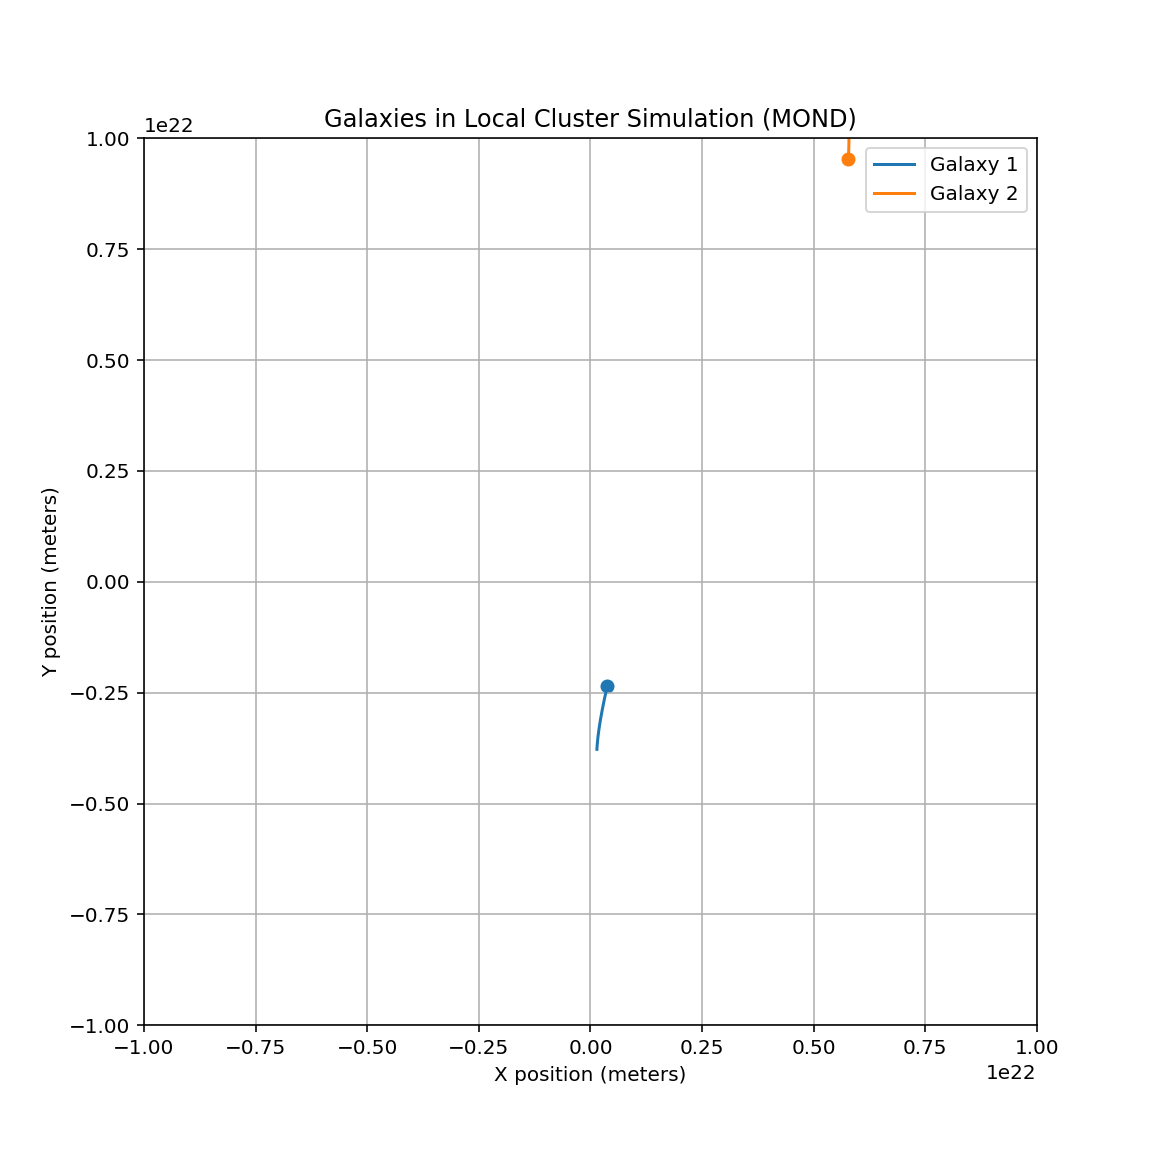 Galaxies in Local Cluster Simulation (MOND)
1e22
1.00
0.75
0.50
0.25
0.00
−0.25
−0.50
−0.75
−1.00
Y position (meters)
Galaxy 1
Galaxy 2
−1.00 −0.75 −0.50 −0.25 0.00 0.25 0.50 0.75 1.00
X position (meters)
1e22